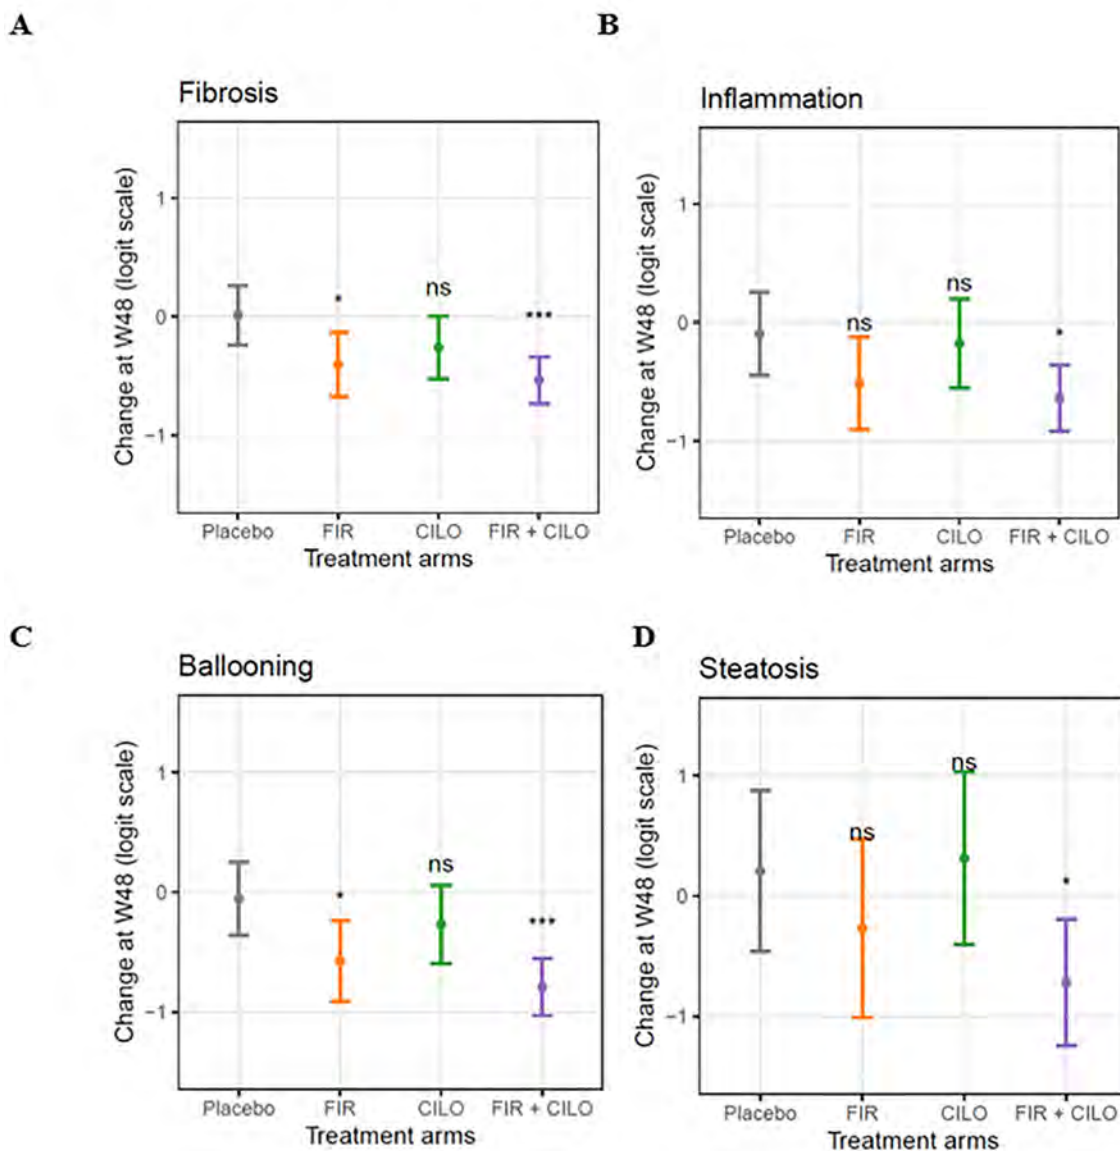 A
Fibrosis
Change at W48 (logit scale)
1
0
−1
*
ns
***
Placebo FIR CILO FIR + CILO
Treatment arms
B
Inflammation
Change at W48 (logit scale)
1
0
−1
ns
ns
*
Placebo FIR CILO FIR + CILO
Treatment arms
C
Ballooning
Change at W48 (logit scale)
1
0
−1
*
ns
***
Placebo FIR CILO FIR + CILO
Treatment arms
D
Steatosis
Change at W48 (logit scale)
1
0
−1
ns
ns
*
Placebo FIR CILO FIR + CILO
Treatment arms